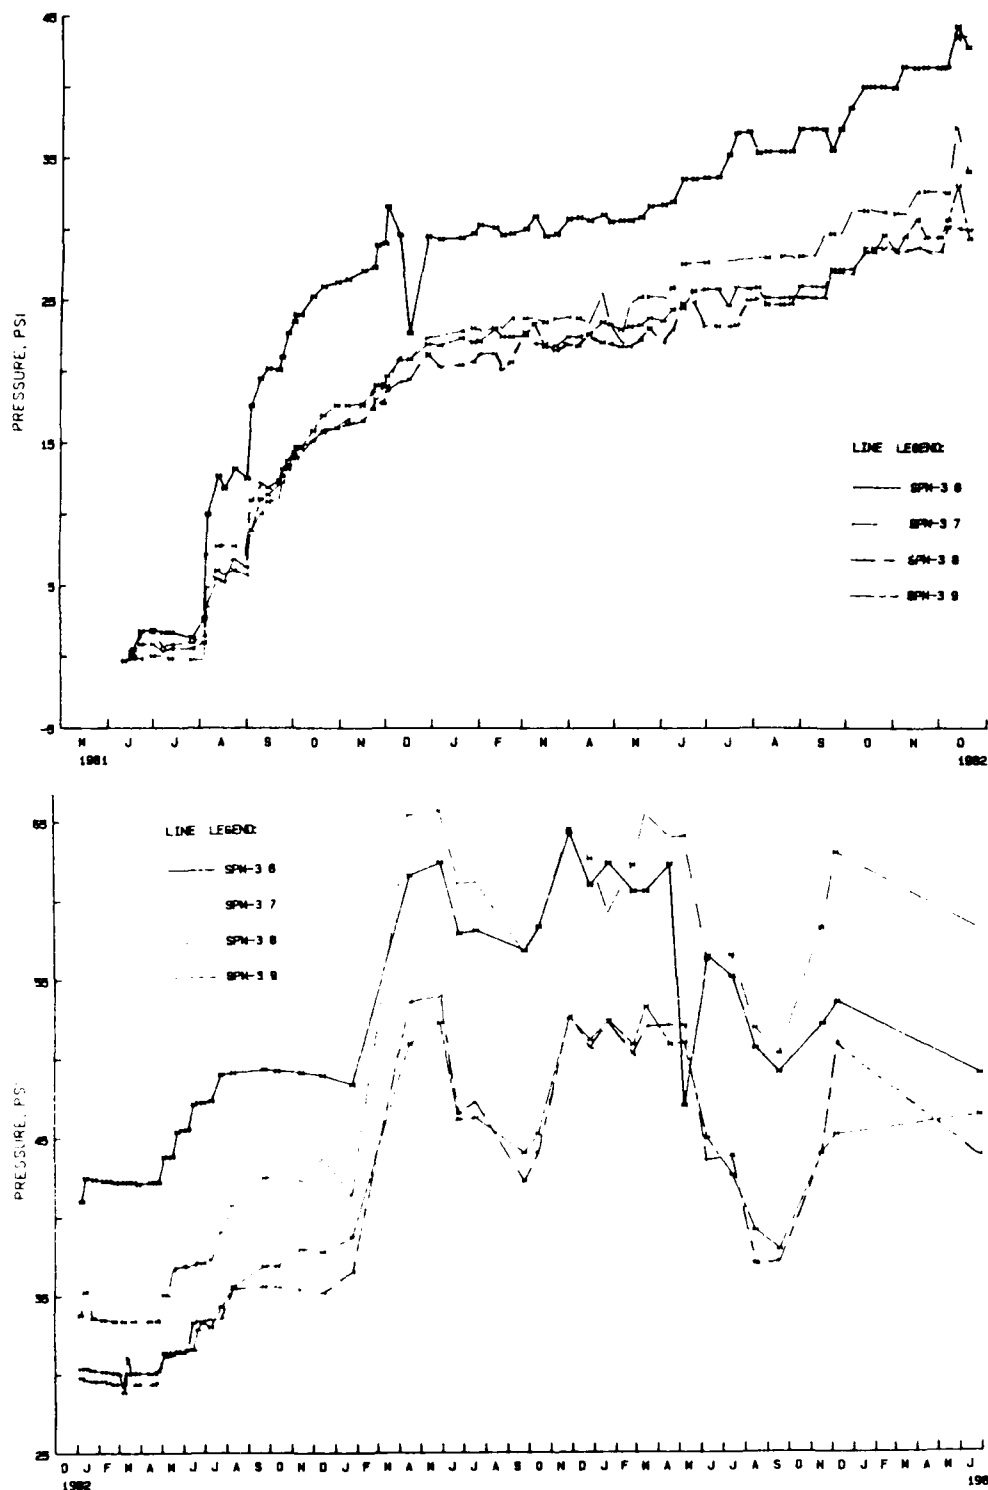 45
35
25
15
5
-5
PRESSURE, PSI
LINE LEGEND:
SPM-3 6
SPM-3 7
SPM-3 8
SPM-3 9
M J J A S O N D J F M A M J J A S O N D
1981 1982
65
55
45
35
25
PRESSURE, PSI
LINE LEGEND:
SPM-3 6
SPM-3 7
SPM-3 8
SPM-3 9
D J F M A M J J A S O N D J F M A M J J A S O N D J F M A M J J A S O N D J F M A M J
1982 198